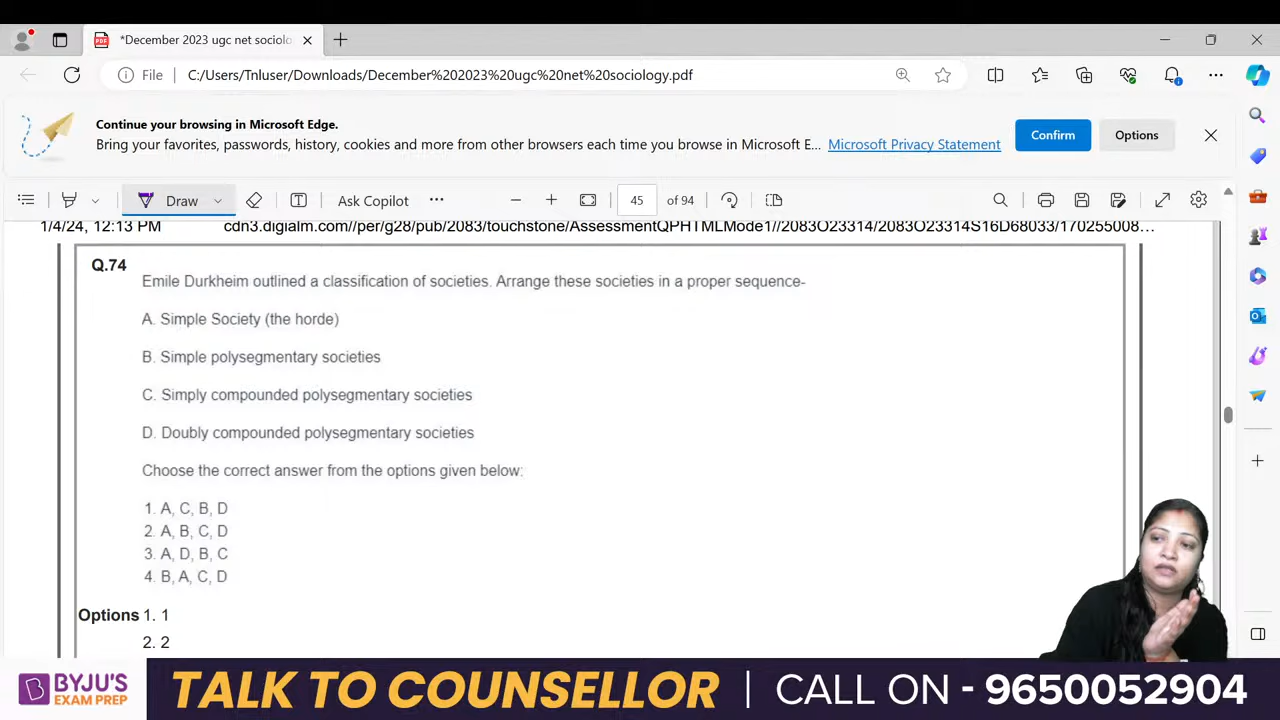 *December 2023 ugc net sociolo
File C:/Users/Tnluser/Downloads/December%202023%20ugc%20net%20sociology.pdf
Continue your browsing in Microsoft Edge.
Bring your favorites, passwords, history, cookies and more from other browsers each time you browse in Microsoft E... Microsoft Privacy Statement
Confirm
Options
Draw
Ask Copilot
45 of 94
1/4/24, 12:13 PM cdn3.digialm.com//per/g28/pub/2083/touchstone/AssessmentQPHTMLMode1//2083O23314/2083O23314S16D68033/170255008...
Q.74
Emile Durkheim outlined a classification of societies. Arrange these societies in a proper sequence-
A. Simple Society (the horde)
B. Simple polysegmentary societies
C. Simply compounded polysegmentary societies
D. Doubly compounded polysegmentary societies
Choose the correct answer from the options given below:
1. A, C, B, D
2. A, B, C, D
3. A, D, B, C
4. B, A, C, D
Options 1. 1
2. 2
BYJU'S
EXAM PREP
TALK TO COUNSELLOR | CALL ON - 9650052904